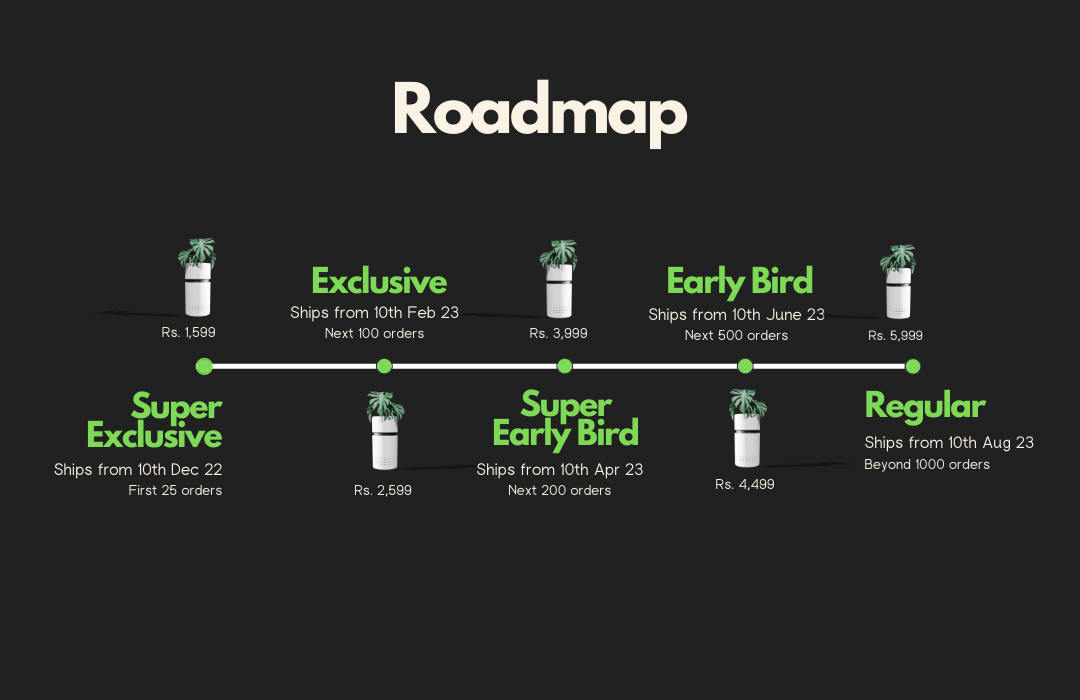 Roadmap
Rs. 1,599
Super
Exclusive
Ships from 10th Dec 22
First 25 orders
Exclusive
Ships from 10th Feb 23
Next 100 orders
Rs. 2,599
Rs. 3,999
Super
Early Bird
Ships from 10th Apr 23
Next 200 orders
Early Bird
Ships from 10th June 23
Next 500 orders
Rs. 4,499
Rs. 5,999
Regular
Ships from 10th Aug 23
Beyond 1000 orders